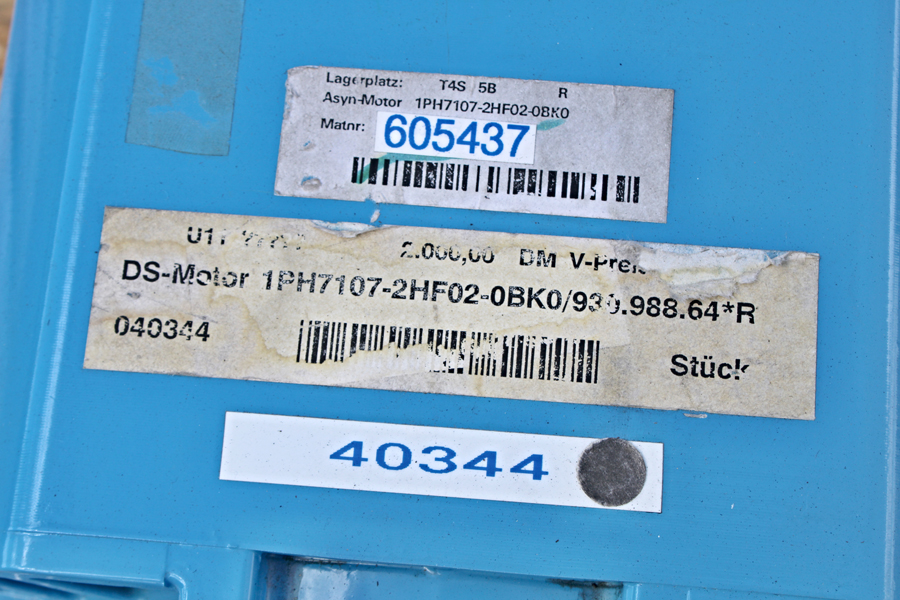 Lagerplatz: T4S 5B R
Asyn-Motor 1PH7107-2HF02-0BK0
Matnr: 605437
2.000,00 DM V-Preis
DS-Motor 1PH7107-2HF02-0BK0/939.988.64*R
040344 Stück
40344